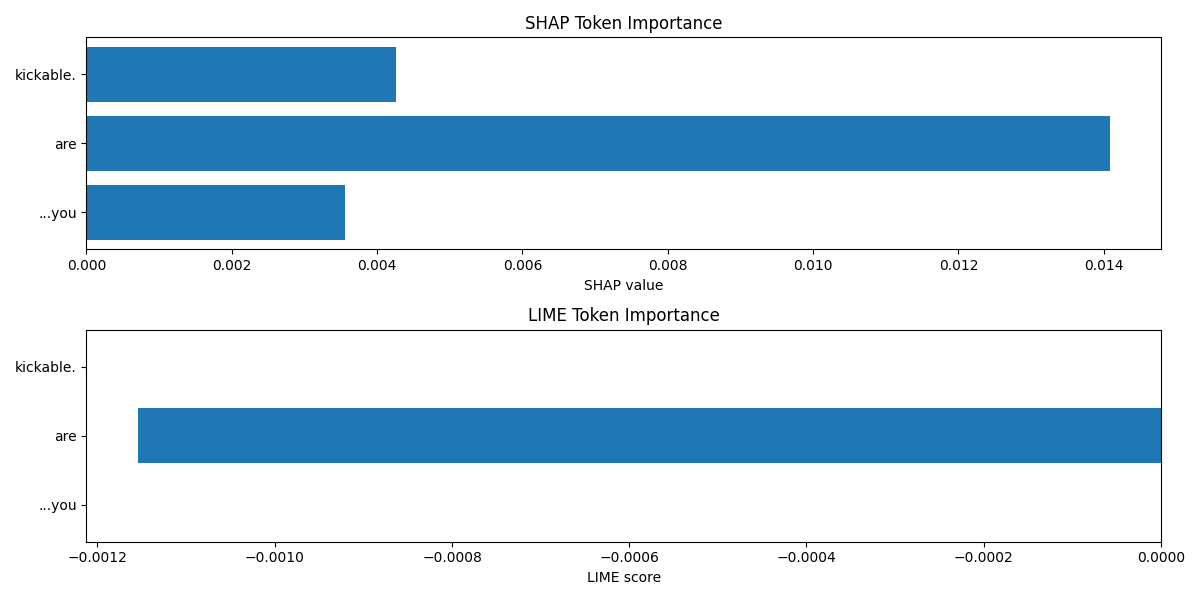 SHAP Token Importance
kickable.
are
...you
0.000 0.002 0.004 0.006 0.008 0.010 0.012 0.014
SHAP value
LIME Token Importance
kickable.
are
...you
−0.0012 −0.0010 −0.0008 −0.0006 −0.0004 −0.0002 0.0000
LIME score